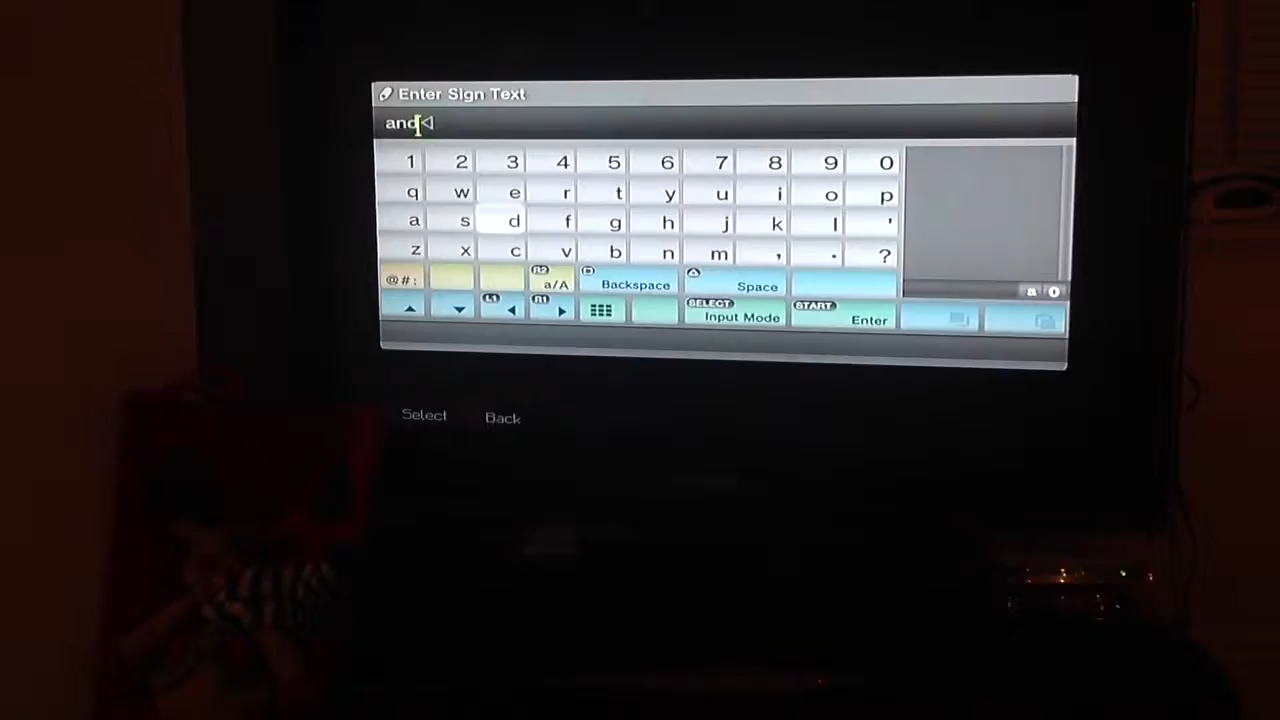 Enter Sign Text
and
1 2 3 4 5 6 7 8 9 0
q w e r t y u i o p
a s d f g h j k l '
z x c v b n m , . ?
@#: R2 a/A Backspace Space
L1 R1 SELECT Input Mode START Enter
a
Select Back